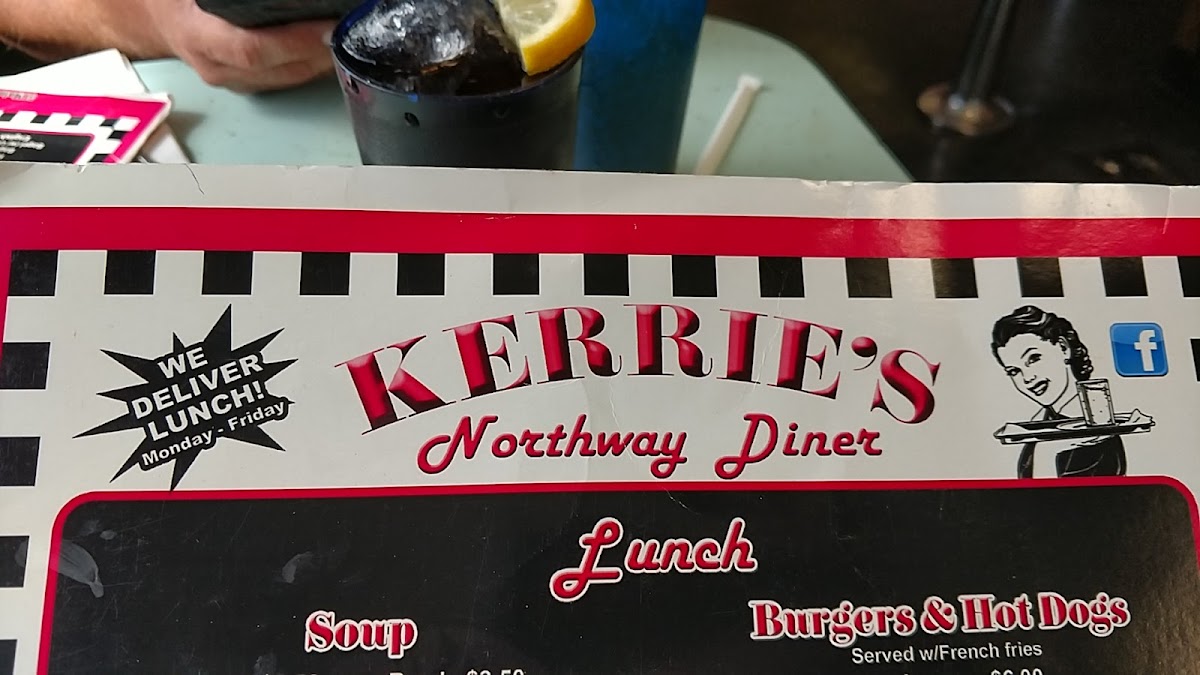 WE
DELIVER
LUNCH!
Monday - Friday
KERRIE'S
Northway Diner
f
Lunch
Soup
Burgers & Hot Dogs
Served w/French fries